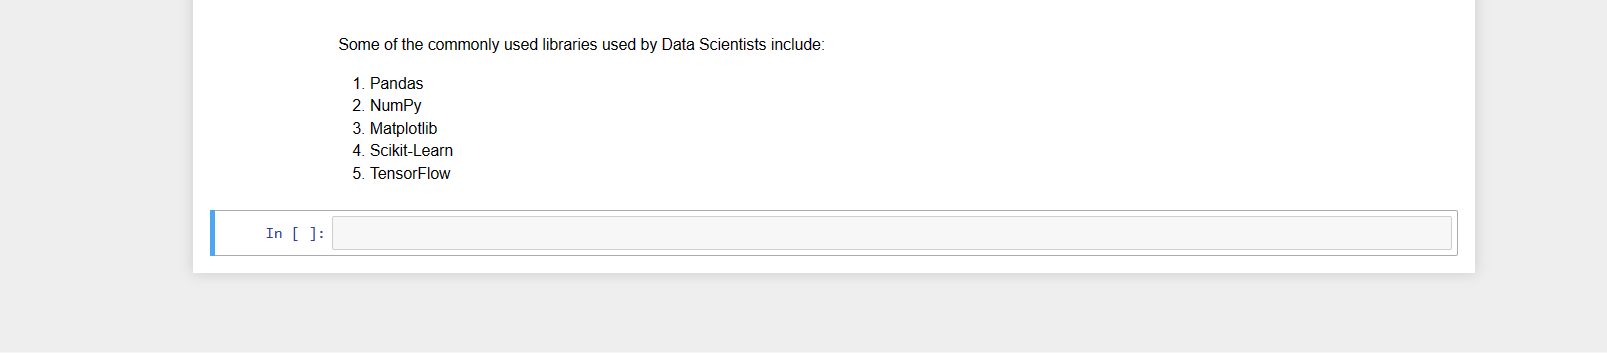 Some of the commonly used libraries used by Data Scientists include:
1. Pandas
2. NumPy
3. Matplotlib
4. Scikit-Learn
5. TensorFlow
In [ ]: